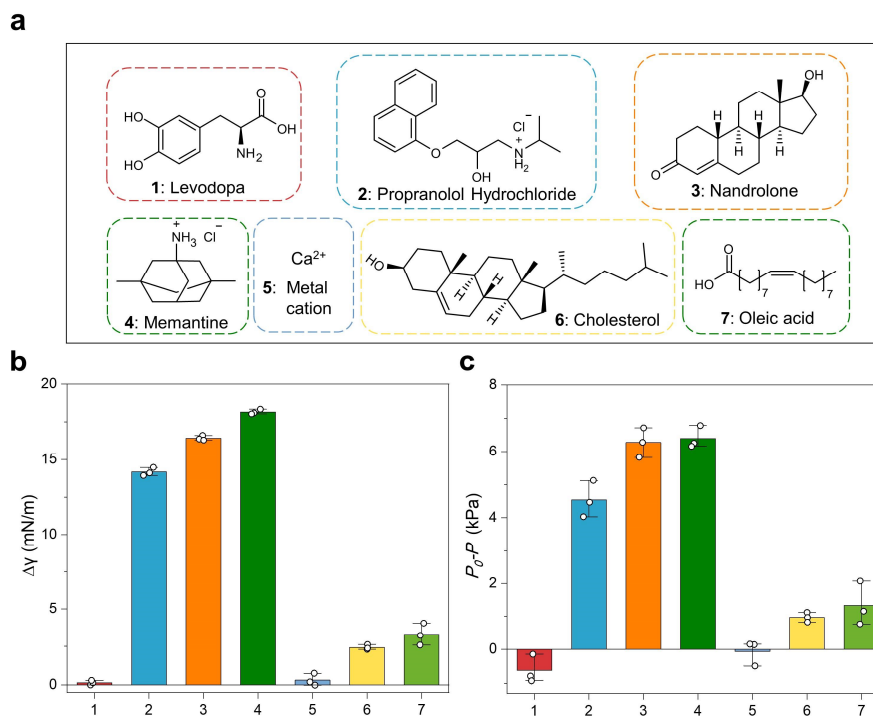 a
HO
HO
O
OH
NH₂
1: Levodopa
O
OH
Cl⁻
+
N
H₂
2: Propranolol Hydrochloride
OH
H
H
H
O
3: Nandrolone
+
NH₃ Cl⁻
4: Memantine
Ca²⁺
5: Metal
cation
HO
H
H
H
6: Cholesterol
O
HO
7
7
7: Oleic acid
b
Δγ (mN/m)
20
15
10
5
0
1 2 3 4 5 6 7
c
P₀-P (kPa)
8
6
4
2
0
1 2 3 4 5 6 7